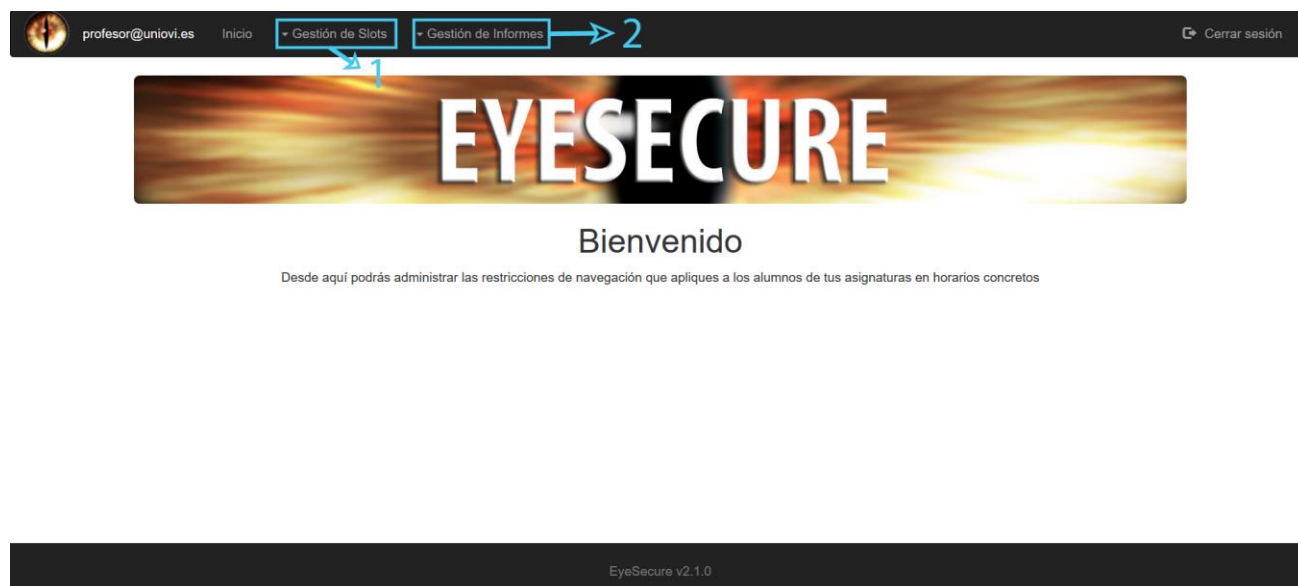 profesor@uniovi.es Inicio Gestión de Slots Gestión de Informes 2 Cerrar sesión
1
EYESECURE
Bienvenido
Desde aquí podrás administrar las restricciones de navegación que apliques a los alumnos de tus asignaturas en horarios concretos
EyeSecure v2.1.0